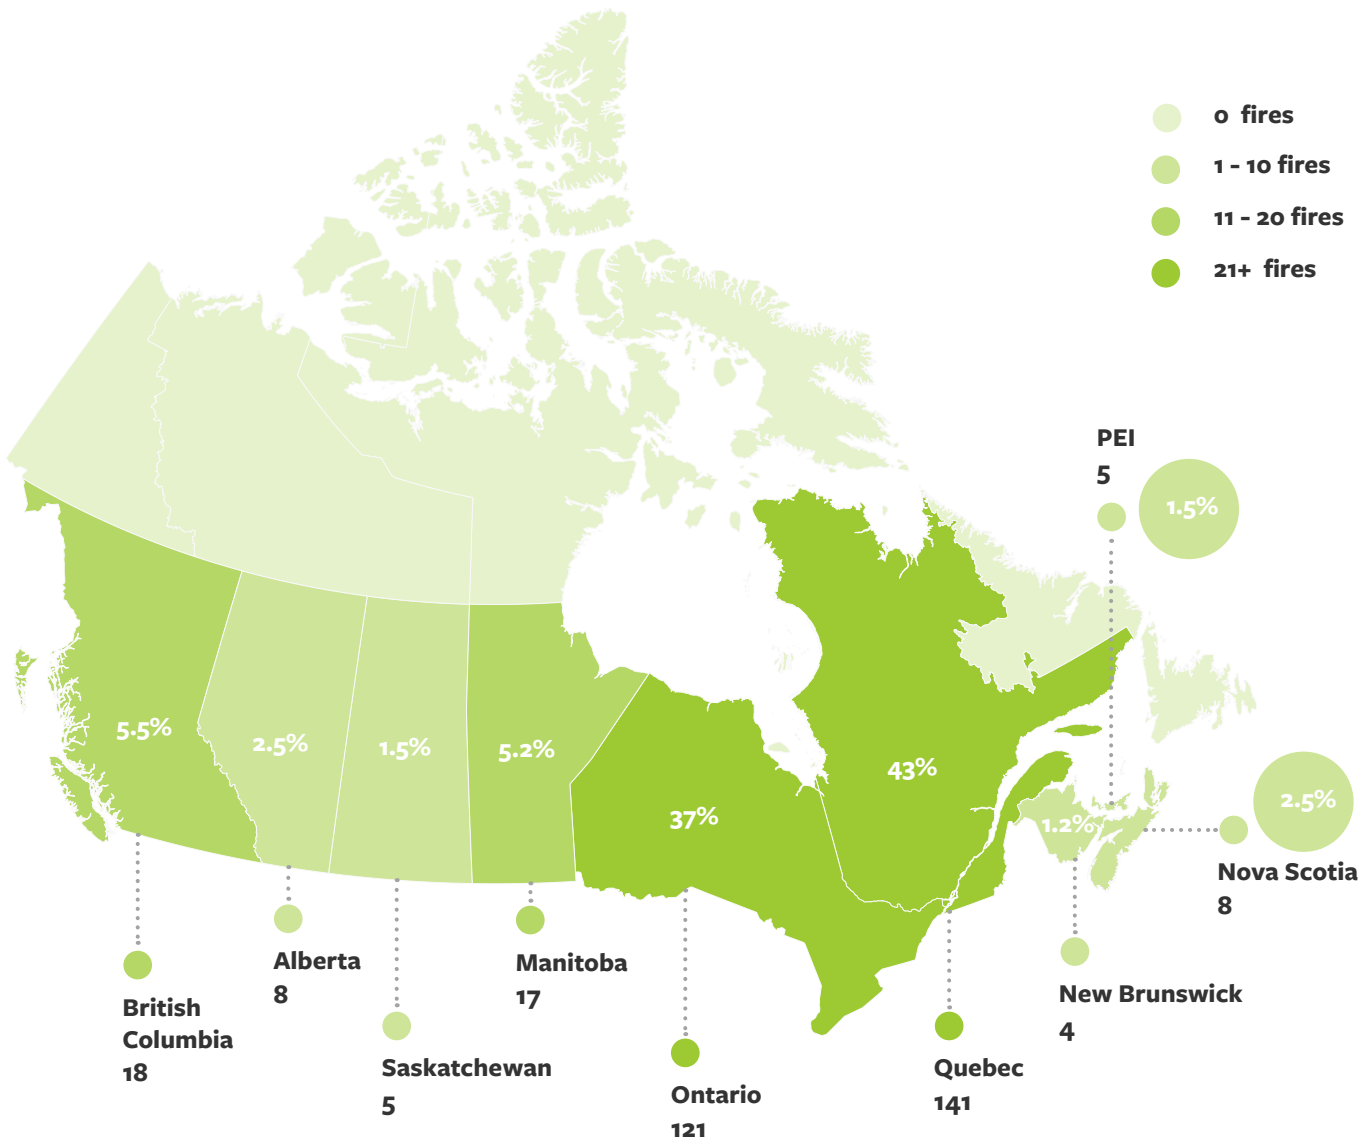 0 fires
1 - 10 fires
11 - 20 fires
21+ fires
PEI
5
1.5%
5.5%
2.5%
1.5%
5.2%
37%
43%
1.2%
2.5%
Nova Scotia
8
British
Columbia
18
Alberta
8
Saskatchewan
5
Manitoba
17
Ontario
121
Quebec
141
New Brunswick
4